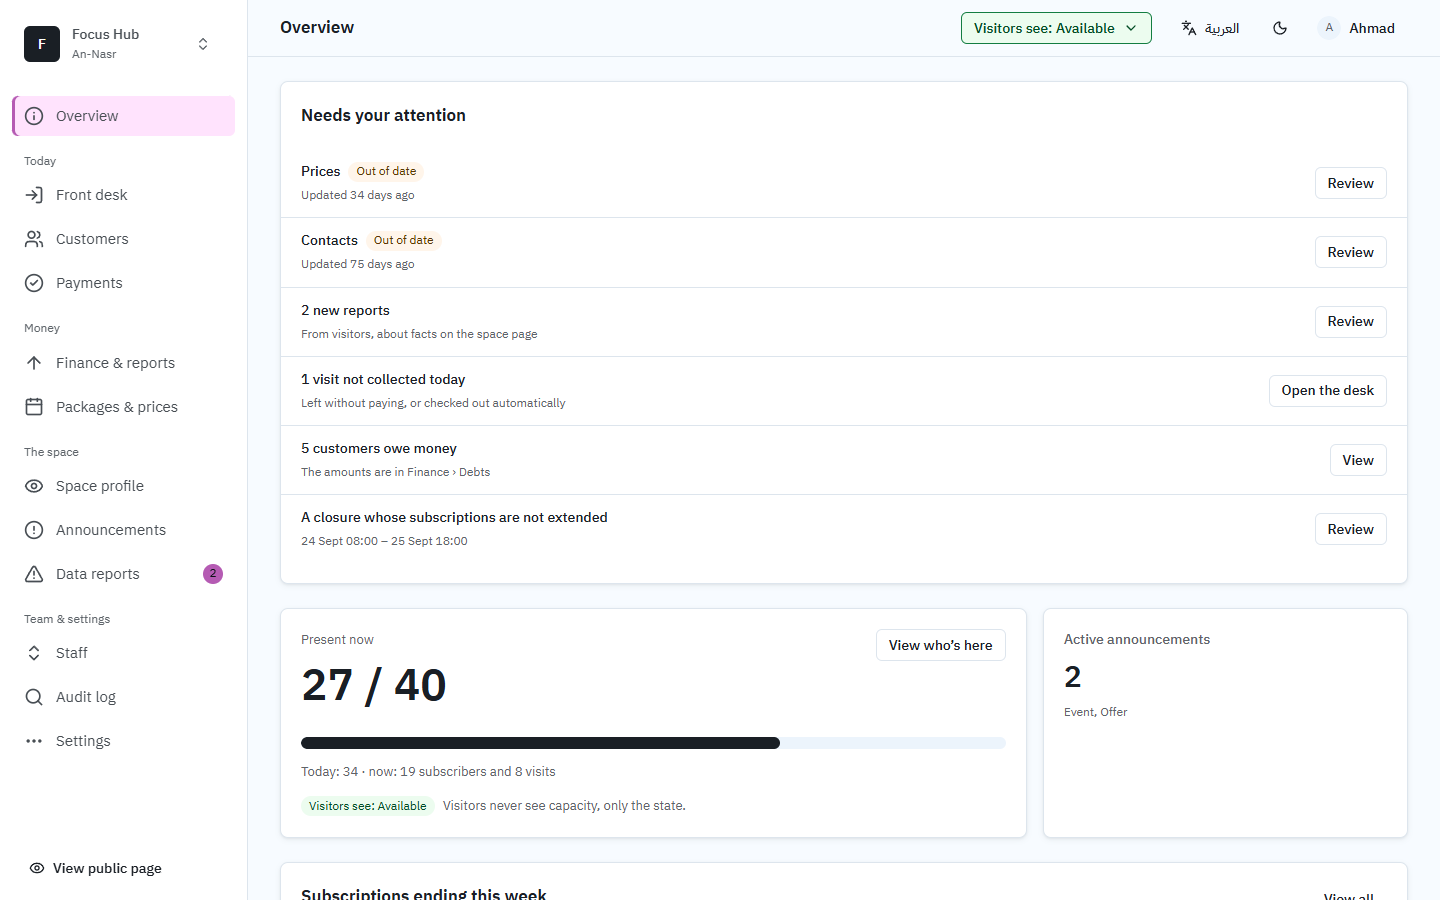 F
Focus Hub
An-Nasr
Overview
Today
Front desk
Customers
Payments
Money
Finance & reports
Packages & prices
The space
Space profile
Announcements
Data reports
2
Team & settings
Staff
Audit log
Settings
View public page
Overview
Visitors see: Available
العربية
A
Ahmad
Needs your attention
Prices Out of date
Updated 34 days ago
Review
Contacts Out of date
Updated 75 days ago
Review
2 new reports
From visitors, about facts on the space page
Review
1 visit not collected today
Left without paying, or checked out automatically
Open the desk
5 customers owe money
The amounts are in Finance › Debts
View
A closure whose subscriptions are not extended
24 Sept 08:00 – 25 Sept 18:00
Review
Present now
View who’s here
27 / 40
Today: 34 · now: 19 subscribers and 8 visits
Visitors see: Available Visitors never see capacity, only the state.
Active announcements
2
Event, Offer
Subscriptions ending this week
View all